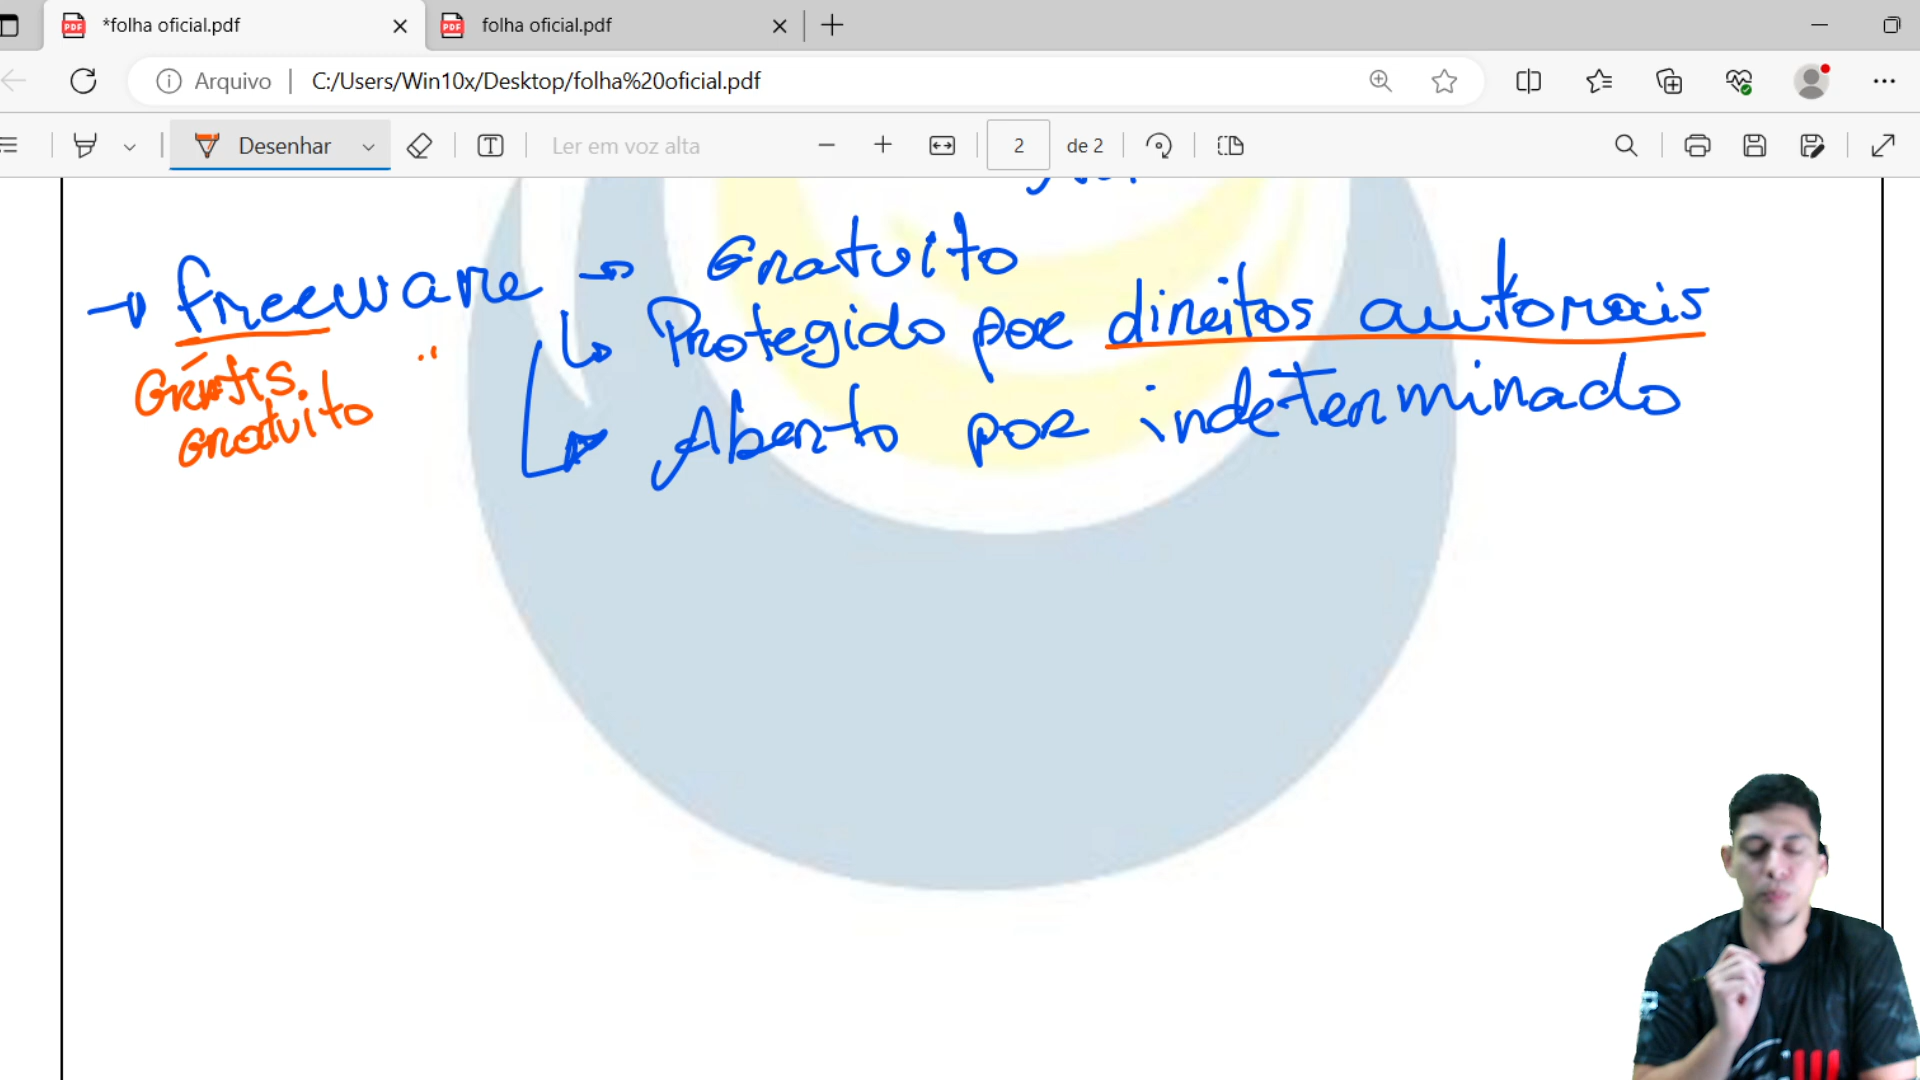 *folha oficial.pdf
folha oficial.pdf
Arquivo
C:/Users/Win10x/Desktop/folha%20oficial.pdf
Desenhar
Ler em voz alta
2
de 2
→ freeware → Gratuito
Protegido por direitos autorais
Aberto por indeterminado
Grátis.
Gratuito